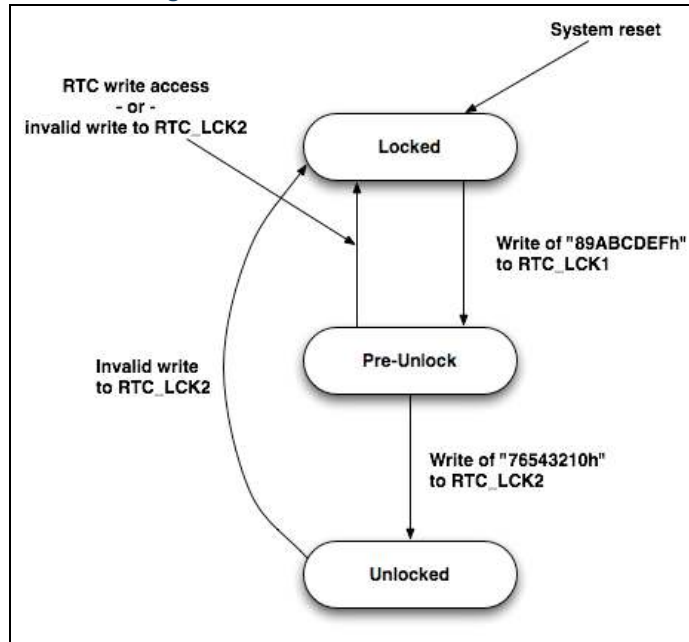 System reset
RTC write access
- or -
invalid write to RTC_LCK2
Locked
Write of "89ABCDEFh"
to RTC_LCK1
Pre-Unlock
Invalid write
to RTC_LCK2
Write of "76543210h"
to RTC_LCK2
Unlocked